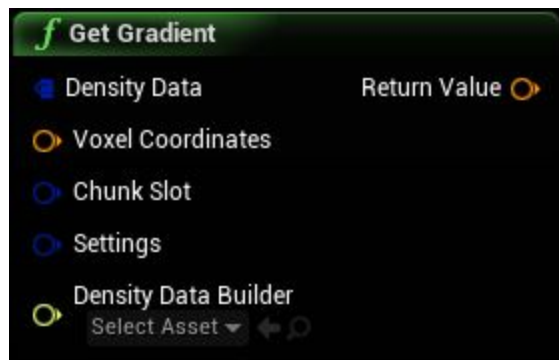 f Get Gradient
Density Data Return Value
Voxel Coordinates
Chunk Slot
Settings
Density Data Builder
Select Asset